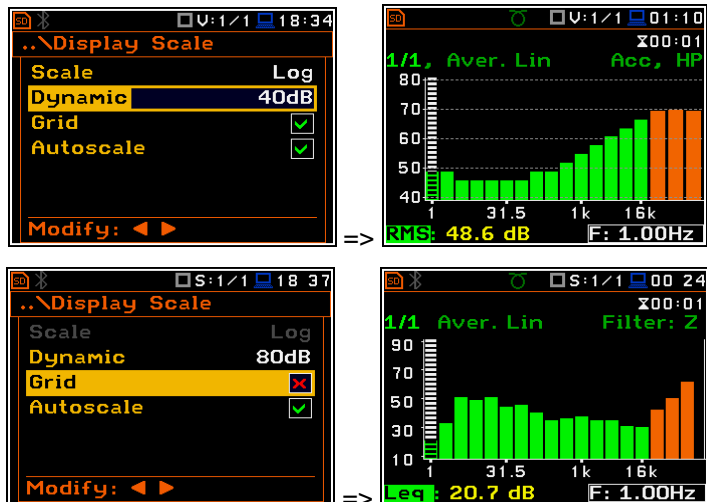 SD V:1/1 18:34
..\Display Scale
Scale Log
Dynamic 40dB
Grid
Autoscale
Modify:
=>
SD V:1/1 01:10
00:01
1/1, Aver. Lin Acc, HP
80
70
60
50
40
1 31.5 1k 16k
RMS: 48.6 dB F: 1.00Hz
SD S:1/1 18 37
..\Display Scale
Scale Log
Dynamic 80dB
Grid
Autoscale
Modify:
=>
SD S:1/1 00 24
00:01
1/1 Aver. Lin Filter: Z
90
70
50
30
10
1 31.5 1k 16k
Leq : 20.7 dB F: 1.00Hz